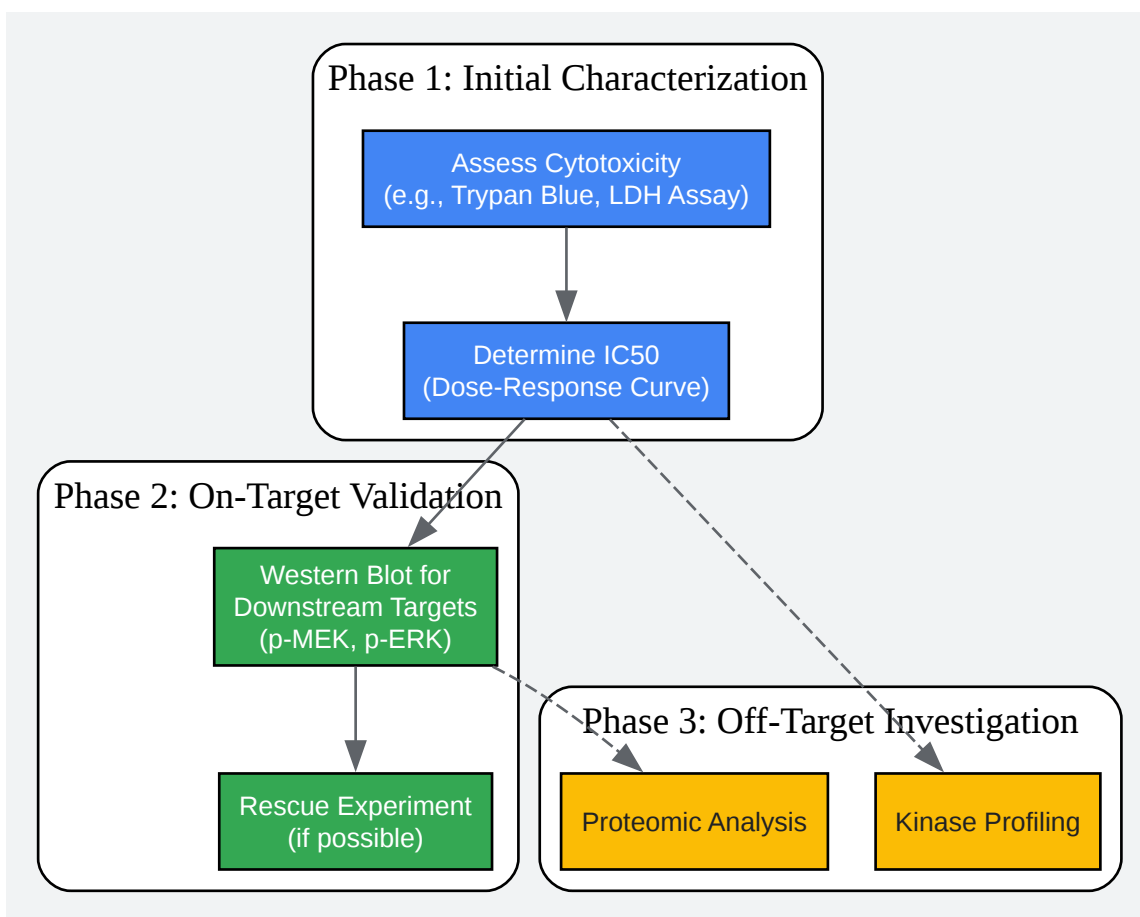 Phase 1: Initial Characterization
Assess Cytotoxicity
(e.g., Trypan Blue, LDH Assay)
Determine IC50
(Dose-Response Curve)
Phase 2: On-Target Validation
Western Blot for
Downstream Targets
(p-MEK, p-ERK)
Rescue Experiment
(if possible)
Phase 3: Off-Target Investigation
Proteomic Analysis
Kinase Profiling